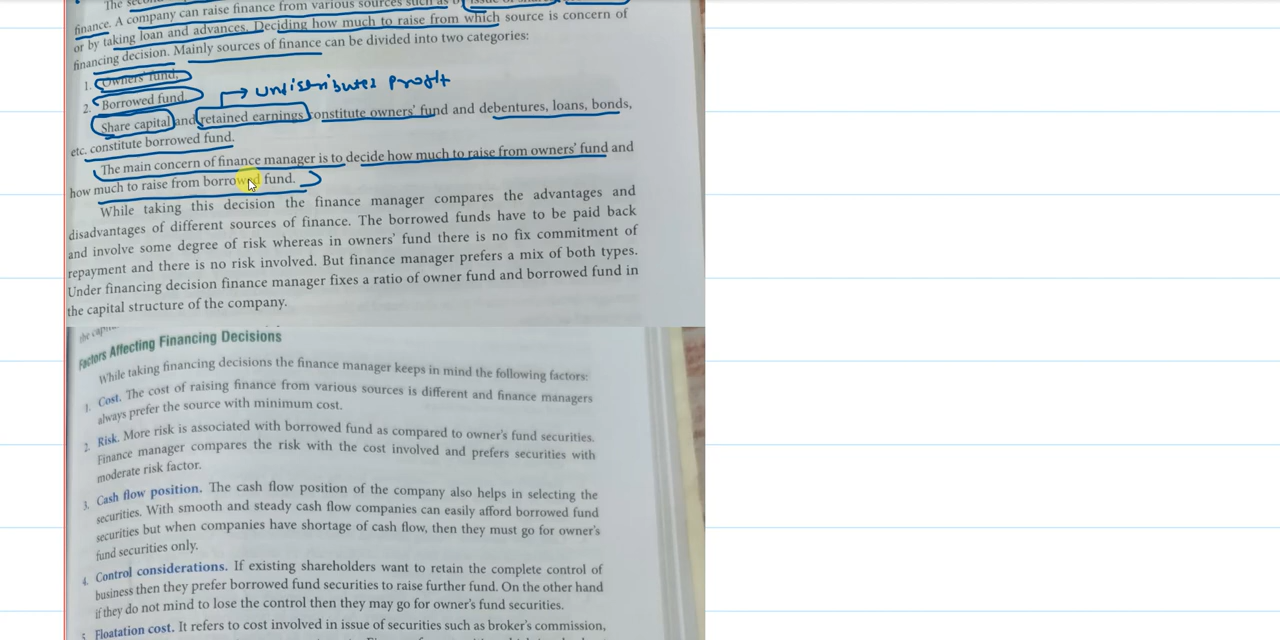 The
finance. A company can raise finance from various sources such as by issue of
or by taking loan and advances. Deciding how much to raise from which source is concern of
financing decision. Mainly sources of finance can be divided into two categories:
1. Owners' fund.
2. Borrowed fund.
→ Undistributes Profit
Share capital and retained earnings constitute owners' fund and debentures, loans, bonds,
etc. constitute borrowed fund.
The main concern of finance manager is to decide how much to raise from owners' fund and
how much to raise from borrowed fund.
While taking this decision the finance manager compares the advantages and
disadvantages of different sources of finance. The borrowed funds have to be paid back
and involve some degree of risk whereas in owners' fund there is no fix commitment of
repayment and there is no risk involved. But finance manager prefers a mix of both types.
Under financing decision finance manager fixes a ratio of owner fund and borrowed fund in
the capital structure of the company.
the
Factors Affecting Financing Decisions
While taking financing decisions the finance manager keeps in mind the following factors:
1. Cost. The cost of raising finance from various sources is different and finance managers
always prefer the source with minimum cost.
2. Risk. More risk is associated with borrowed fund as compared to owner's fund securities.
Finance manager compares the risk with the cost involved and prefers securities with
moderate risk factor.
3. Cash flow position. The cash flow position of the company also helps in selecting the
securities. With smooth and steady cash flow companies can easily afford borrowed fund
securities but when companies have shortage of cash flow, then they must go for owner's
fund securities only.
4. Control considerations. If existing shareholders want to retain the complete control of
business then they prefer borrowed fund securities to raise further fund. On the other hand
if they do not mind to lose the control then they may go for owner's fund securities.
5. Floatation cost. It refers to cost involved in issue of securities such as broker's commission,